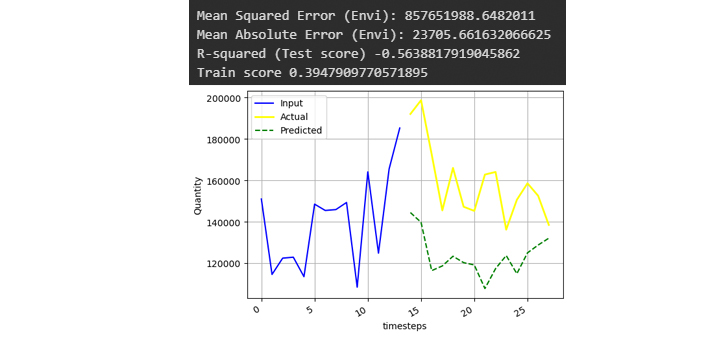 Mean Squared Error (Envi): 857651988.6482011
Mean Absolute Error (Envi): 23705.661632066625
R-squared (Test score) -0.5638817919045862
Train score 0.3947909770571895
200000
180000
160000
140000
120000
Quantity
Input
Actual
Predicted
0
5
10
15
20
25
timesteps